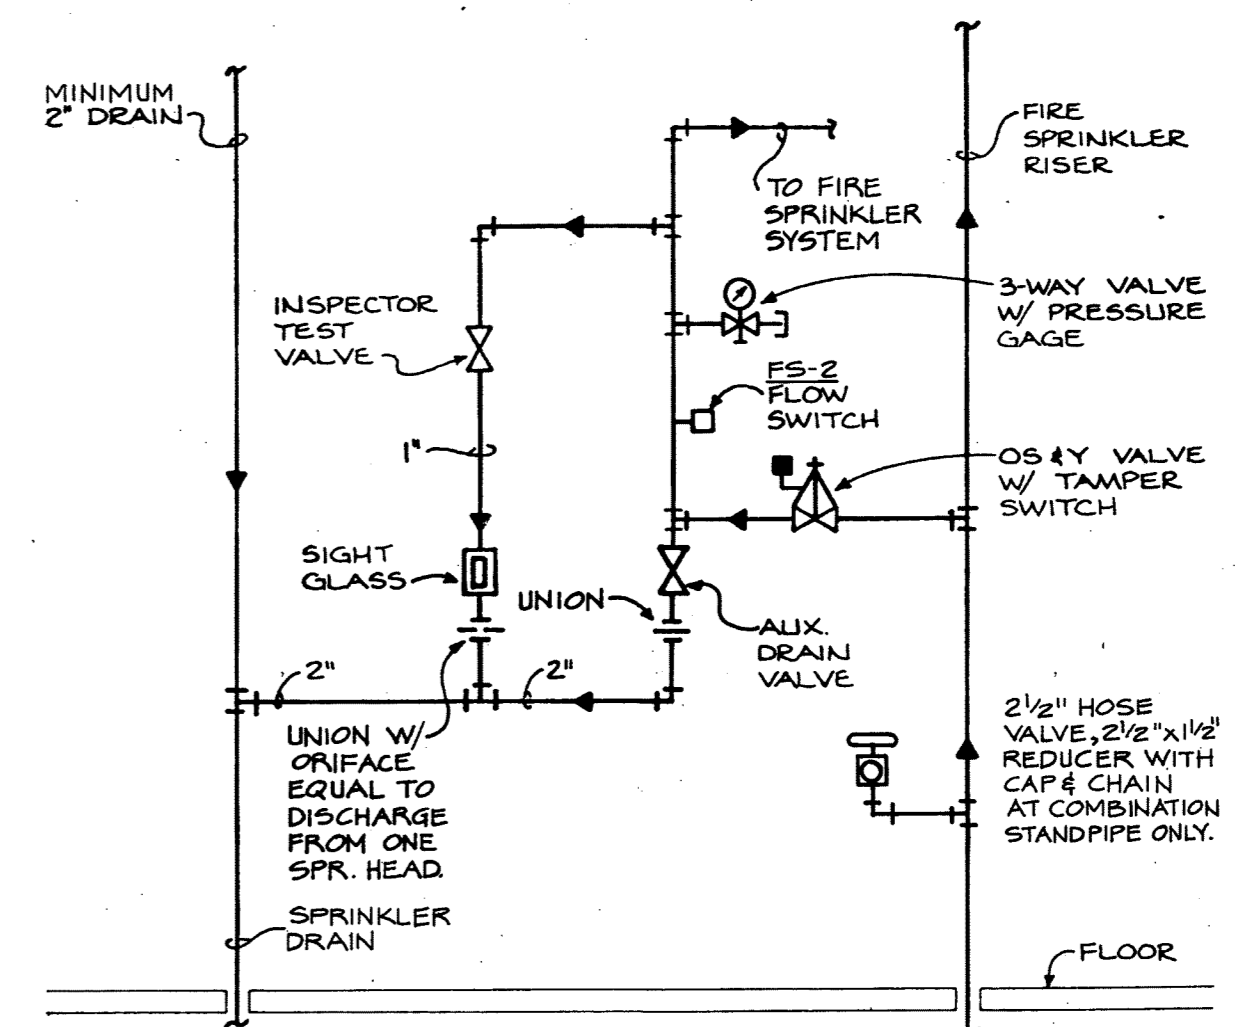 MINIMUM
2" DRAIN
FIRE
SPRINKLER
RISER
TO FIRE
SPRINKLER
SYSTEM
3-WAY VALVE
W/ PRESSURE
GAGE
INSPECTOR
TEST
VALVE
FS-2
FLOW
SWITCH
1"
OS & Y VALVE
W/ TAMPER
SWITCH
SIGHT
GLASS
UNION
AUX.
DRAIN
VALVE
2"
2"
UNION W/
ORIFACE
EQUAL TO
DISCHARGE
FROM ONE
SPR. HEAD.
2 1/2" HOSE
VALVE, 2 1/2" x 1 1/2"
REDUCER WITH
CAP & CHAIN
AT COMBINATION
STANDPIPE ONLY.
SPRINKLER
DRAIN
FLOOR